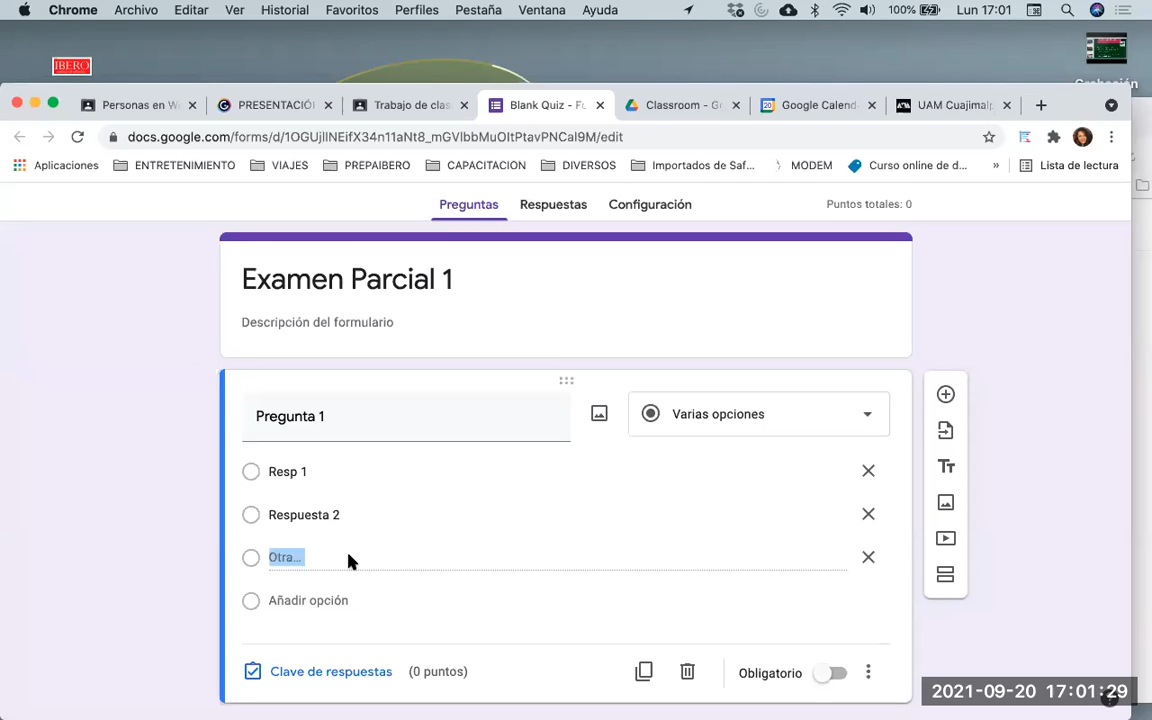 Chrome Archivo Editar Ver Historial Favoritos Perfiles Pestaña Ventana Ayuda 100% Lun 17:01
IBERO
Grabación
Personas en W PRESENTACIÓ Trabajo de clas Blank Quiz - Fo Classroom - Go Google Calend UAM Cuajimalp
docs.google.com/forms/d/1OGUjlINEifX34n11aNt8_mGVlbbMuOItPtavPNCaI9M/edit
Aplicaciones ENTRETENIMIENTO VIAJES PREPAIBERO CAPACITACION DIVERSOS Importados de Saf... MODEM Curso online de d... » Lista de lectura
Preguntas Respuestas Configuración Puntos totales: 0
Examen Parcial 1
Descripción del formulario
Pregunta 1 Varias opciones
Resp 1
Respuesta 2
Otra...
Añadir opción
Clave de respuestas (0 puntos) Obligatorio
2021-09-20 17:01:29